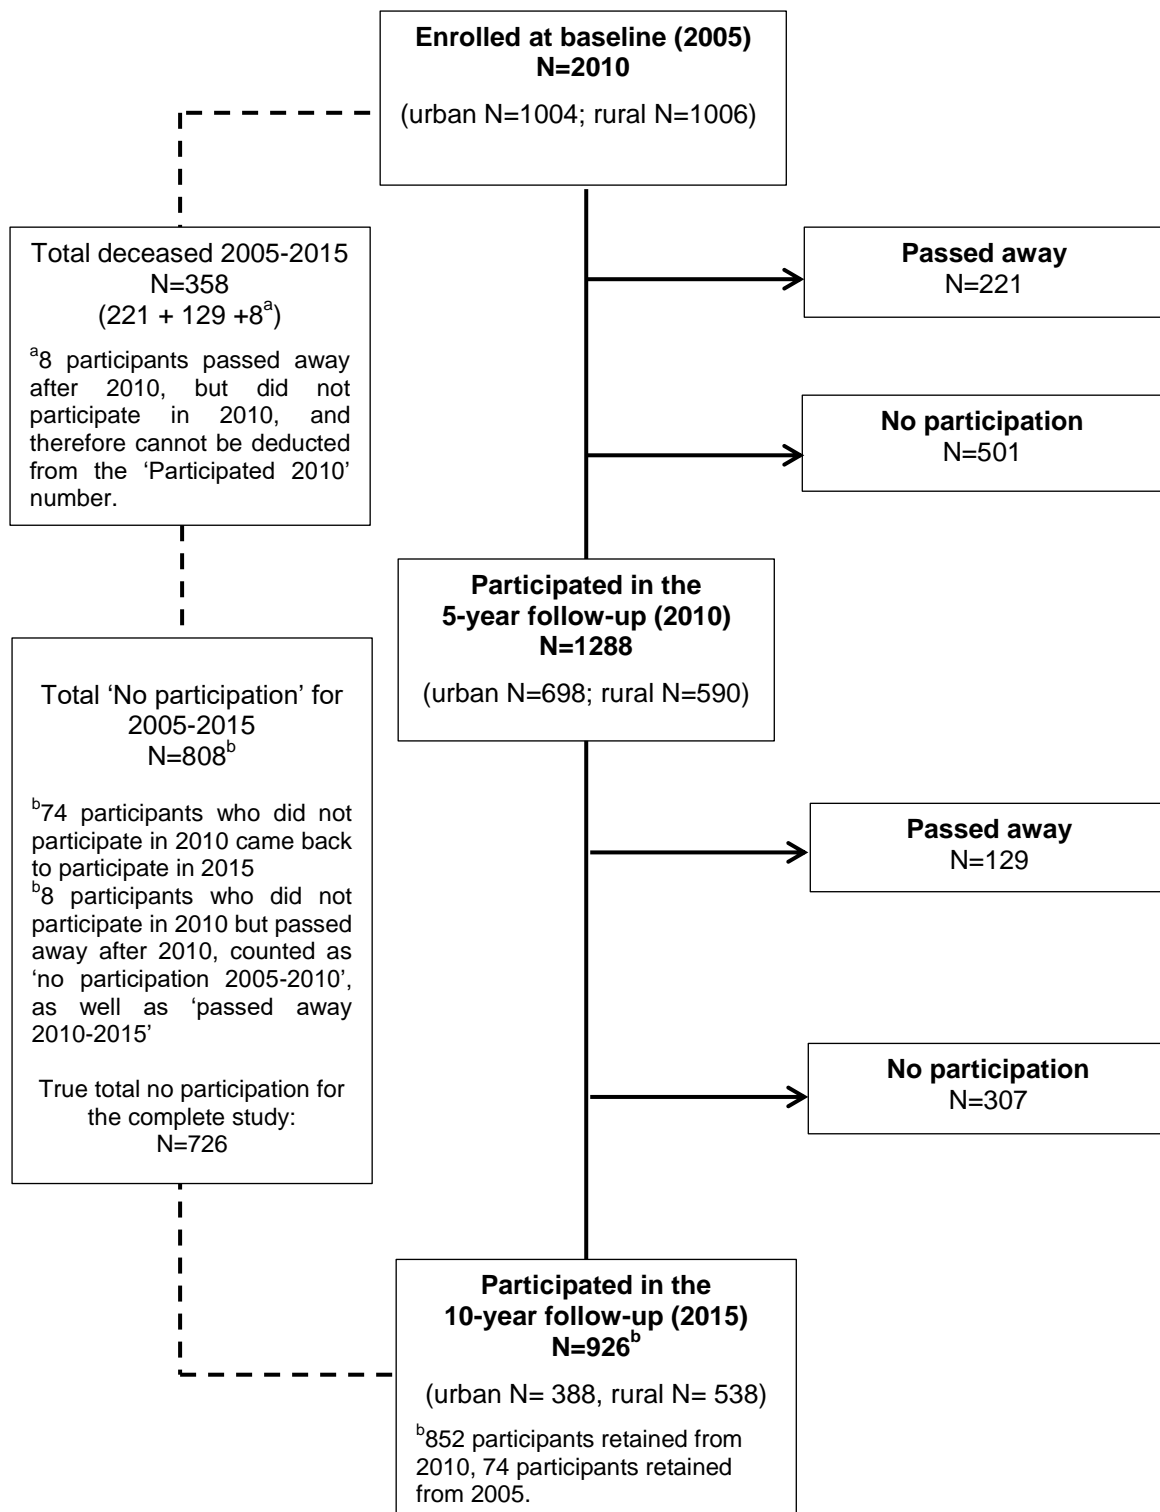 Enrolled at baseline (2005)
N=2010
(urban N=1004; rural N=1006)
Total deceased 2005-2015
N=358
(221 + 129 +8ᵃ)
ᵃ8 participants passed away
after 2010, but did not
participate in 2010, and
therefore cannot be deducted
from the ‘Participated 2010’
number.
Passed away
N=221
No participation
N=501
Participated in the
5-year follow-up (2010)
N=1288
(urban N=698; rural N=590)
Total ‘No participation’ for
2005-2015
N=808ᵇ
ᵇ74 participants who did not
participate in 2010 came back
to participate in 2015
ᵇ8 participants who did not
participate in 2010 but passed
away after 2010, counted as
‘no participation 2005-2010’,
as well as ‘passed away
2010-2015’
True total no participation for
the complete study:
N=726
Passed away
N=129
No participation
N=307
Participated in the
10-year follow-up (2015)
N=926ᵇ
(urban N= 388, rural N= 538)
ᵇ852 participants retained from
2010, 74 participants retained
from 2005.